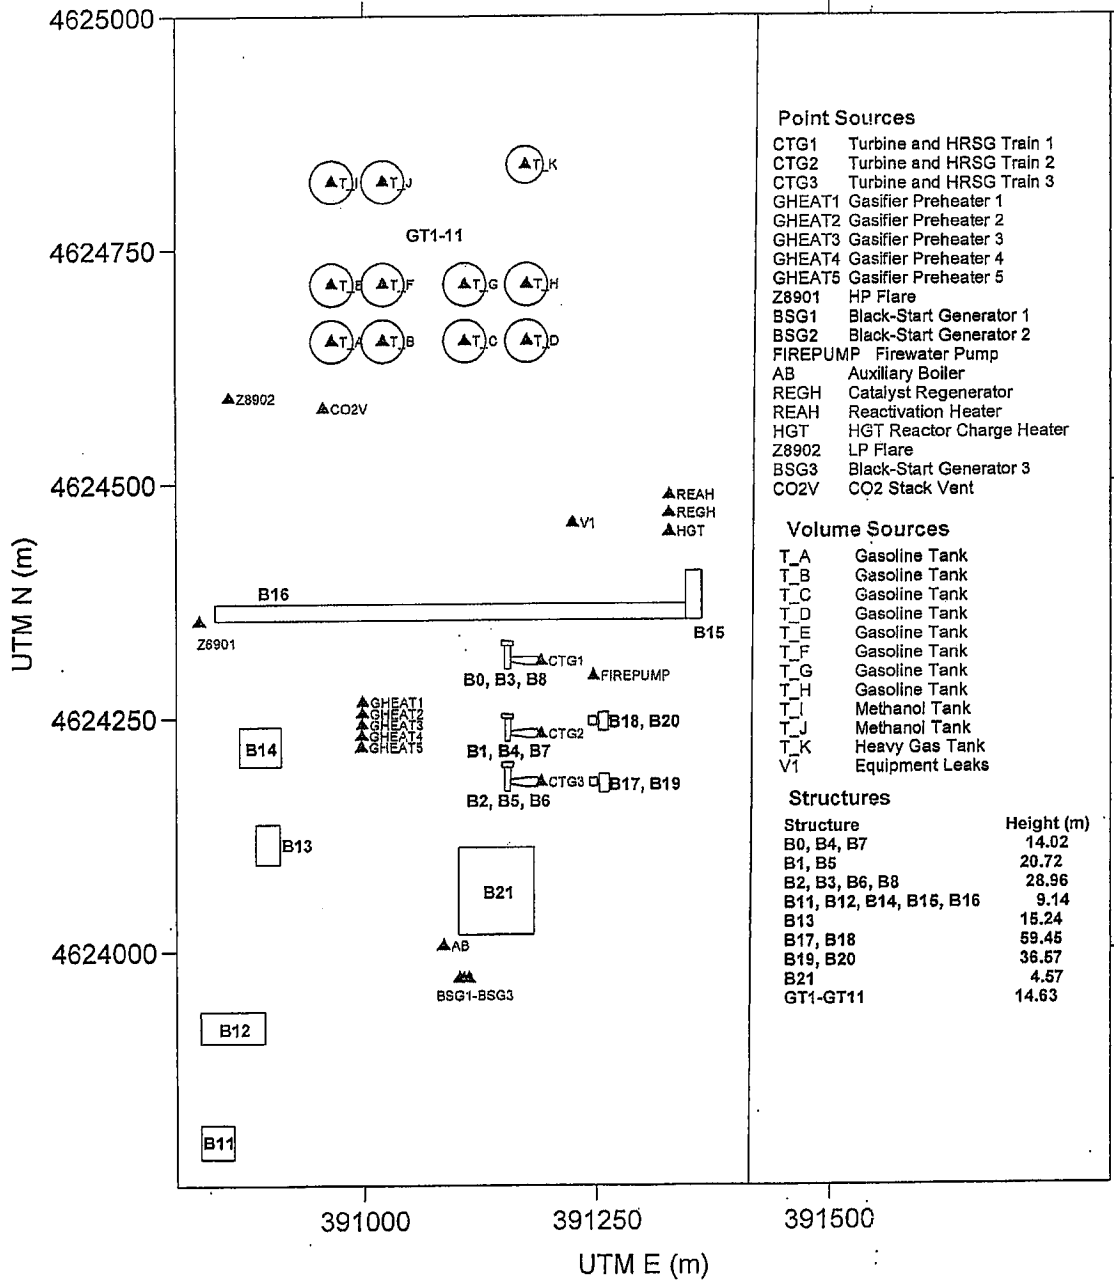 4625000
4624750
4624500
4624250
4624000
UTM N (m)
391000
391250
391500
UTM E (m)
T_I
T_J
T_K
GT1-11
T_E
T_F
T_G
T_H
T_A
T_B
T_C
T_D
Z8902
CO2V
REAH
REGH
HGT
V1
B16
B15
Z8901
CTG1
B0, B3, B8
FIREPUMP
GHEAT1
GHEAT2
GHEAT3
GHEAT4
GHEAT5
B14
CTG2
B1, B4, B7
B18, B20
CTG3
B2, B5, B6
B17, B19
B13
B21
AB
BSG1-BSG3
B12
B11
Point Sources
CTG1 Turbine and HRSG Train 1
CTG2 Turbine and HRSG Train 2
CTG3 Turbine and HRSG Train 3
GHEAT1 Gasifier Preheater 1
GHEAT2 Gasifier Preheater 2
GHEAT3 Gasifier Preheater 3
GHEAT4 Gasifier Preheater 4
GHEAT5 Gasifier Preheater 5
Z8901 HP Flare
BSG1 Black-Start Generator 1
BSG2 Black-Start Generator 2
FIREPUMP Firewater Pump
AB Auxiliary Boiler
REGH Catalyst Regenerator
REAH Reactivation Heater
HGT HGT Reactor Charge Heater
Z8902 LP Flare
BSG3 Black-Start Generator 3
CO2V CO2 Stack Vent
Volume Sources
T_A Gasoline Tank
T_B Gasoline Tank
T_C Gasoline Tank
T_D Gasoline Tank
T_E Gasoline Tank
T_F Gasoline Tank
T_G Gasoline Tank
T_H Gasoline Tank
T_I Methanol Tank
T_J Methanol Tank
T_K Heavy Gas Tank
V1 Equipment Leaks
Structures
Structure Height (m)
B0, B4, B7 14.02
B1, B5 20.72
B2, B3, B6, B8 28.96
B11, B12, B14, B15, B16 9.14
B13 15.24
B17, B18 59.45
B19, B20 36.57
B21 4.57
GT1-GT11 14.63